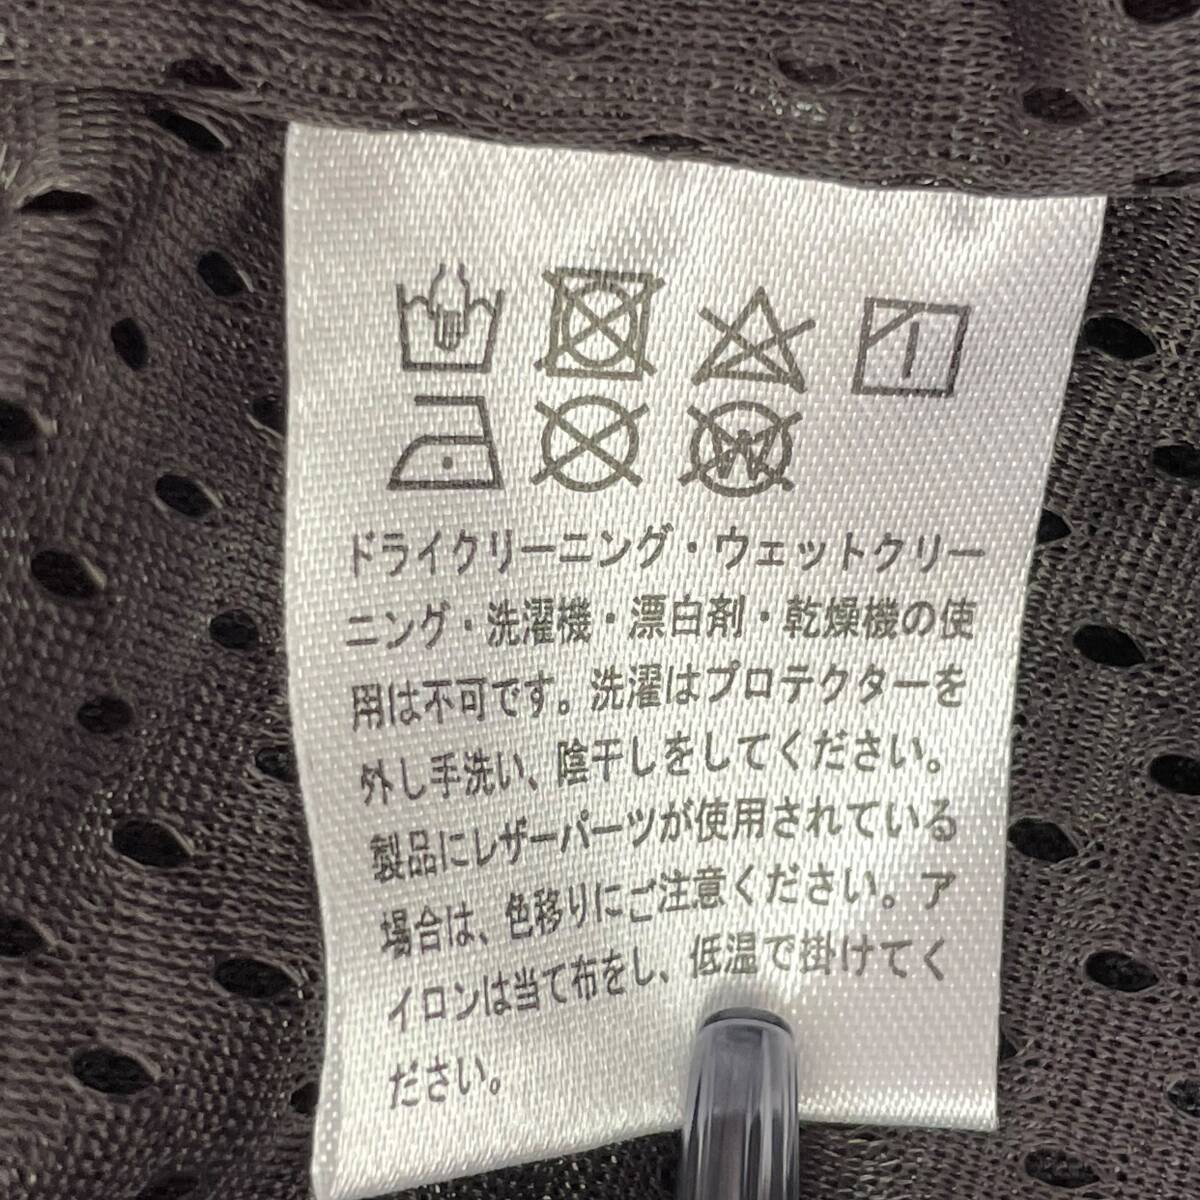 W
ドライクリーニング・ウェットクリー
ニング・洗濯機・漂白剤・乾燥機の使
用は不可です。洗濯はプロテクターを
外し手洗い、陰干しをしてください。
製品にレザーパーツが使用されている
場合は、色移りにご注意ください。ア
イロンは当て布をし、低温で掛けてく
ださい。